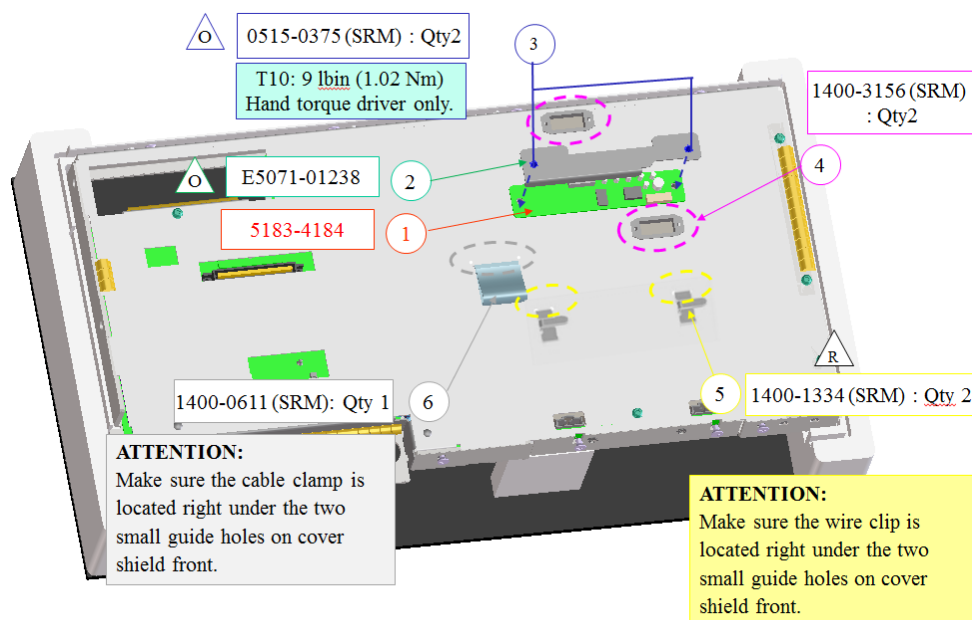 O
0515-0375 (SRM) : Qty2
3
T10: 9 lbin (1.02 Nm)
Hand torque driver only.
1400-3156 (SRM)
: Qty2
O
E5071-01238
2
4
5183-4184
1
R
1400-0611 (SRM): Qty 1
6
5
1400-1334 (SRM) : Qty 2
ATTENTION:
Make sure the cable clamp is
located right under the two
small guide holes on cover
shield front.
ATTENTION:
Make sure the wire clip is
located right under the two
small guide holes on cover
shield front.